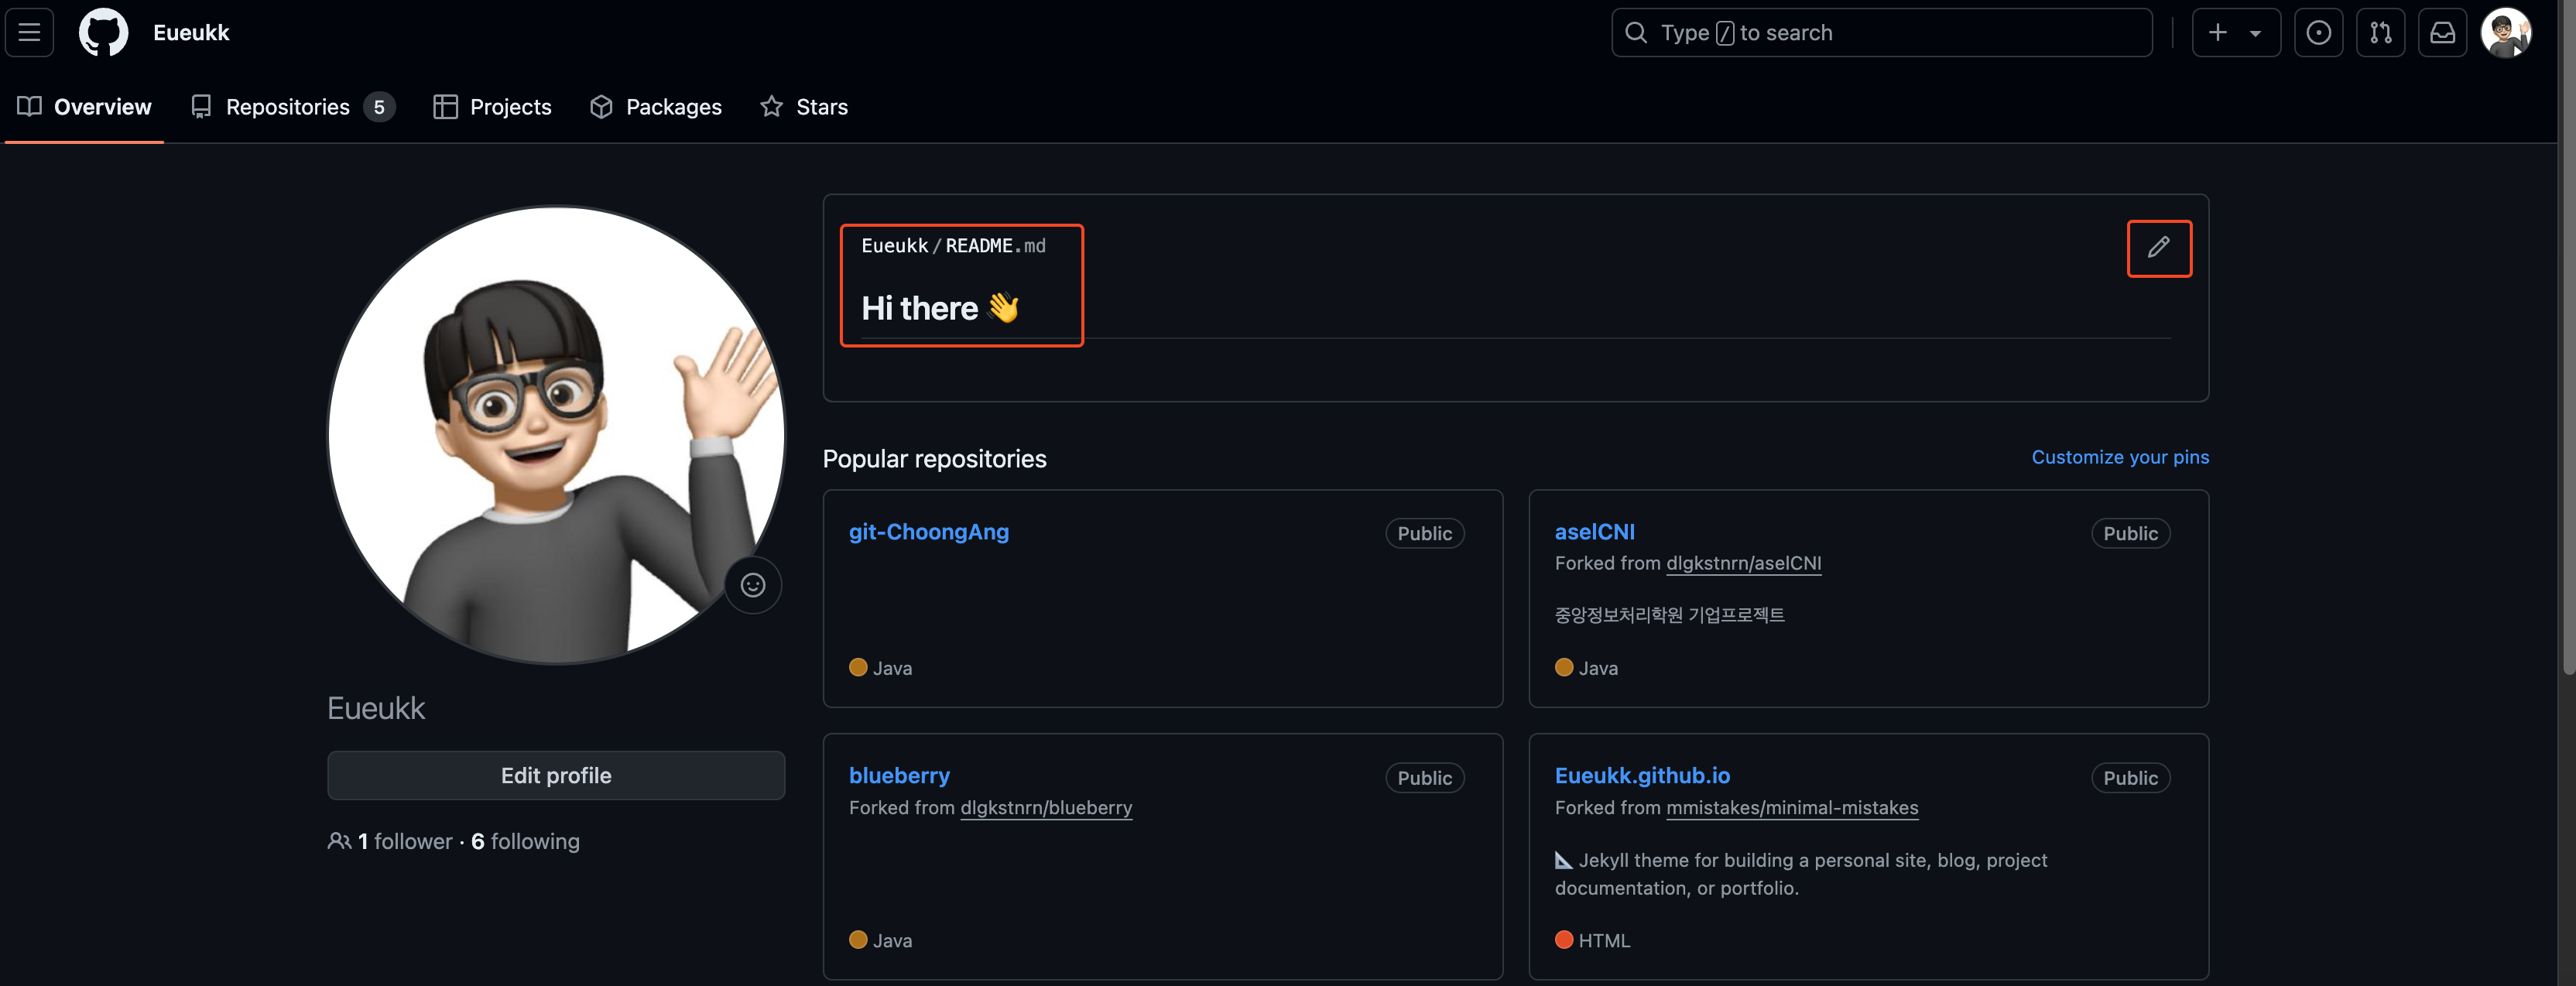 Eueukk
Type / to search
Overview
Repositories 5
Projects
Packages
Stars
Eueukk/README.md
Hi there 👋
Popular repositories
Customize your pins
git-ChoongAng
Public
Java
aselCNI
Public
Forked from dlgkstnrn/aselCNI
중앙정보처리학원 기업프로젝트
Java
blueberry
Public
Forked from dlgkstnrn/blueberry
Java
Eueukk.github.io
Public
Forked from mmistakes/minimal-mistakes
📐 Jekyll theme for building a personal site, blog, project
documentation, or portfolio.
HTML
Eueukk
Edit profile
1 follower · 6 following